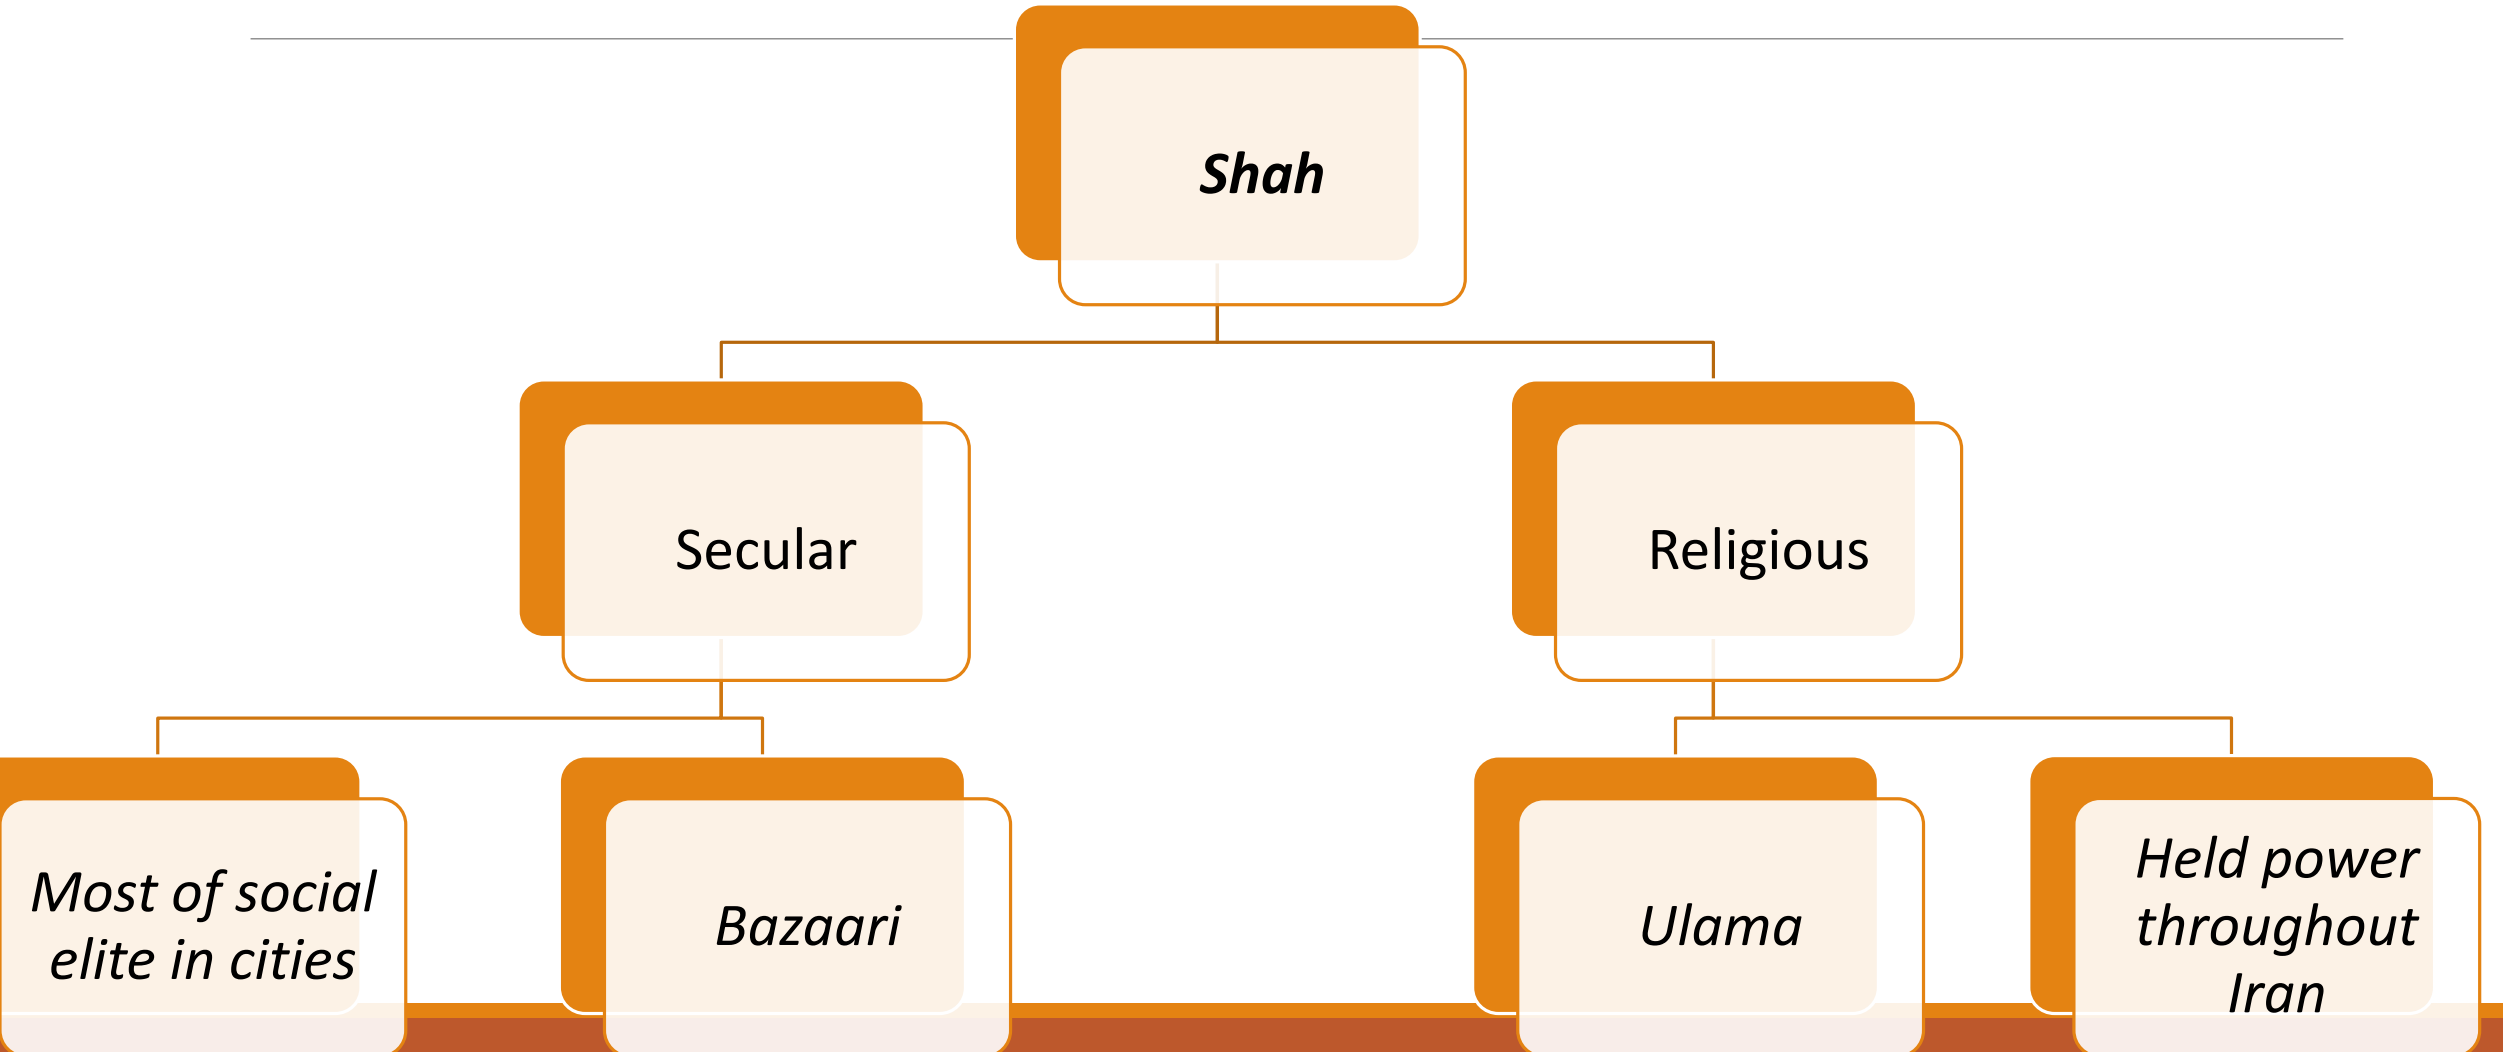 Shah
Secular
Religious
Most of social
elite in cities
Bazaari
Ulama
Held power
throughout
Iran